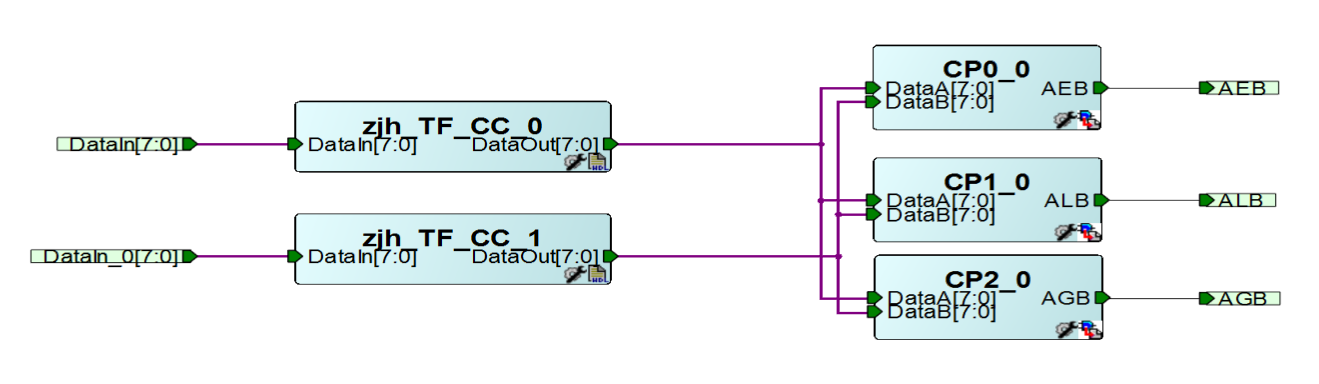 CP0_0
DataA[7:0] AEB
DataB[7:0]
AEB
zjh_TF_CC_0
DataIn[7:0]
DataIn[7:0] DataOut[7:0]
HDL
CP1_0
DataA[7:0] ALB
DataB[7:0]
ALB
zjh_TF_CC_1
DataIn_0[7:0]
DataIn[7:0] DataOut[7:0]
HDL
CP2_0
DataA[7:0] AGB
DataB[7:0]
AGB